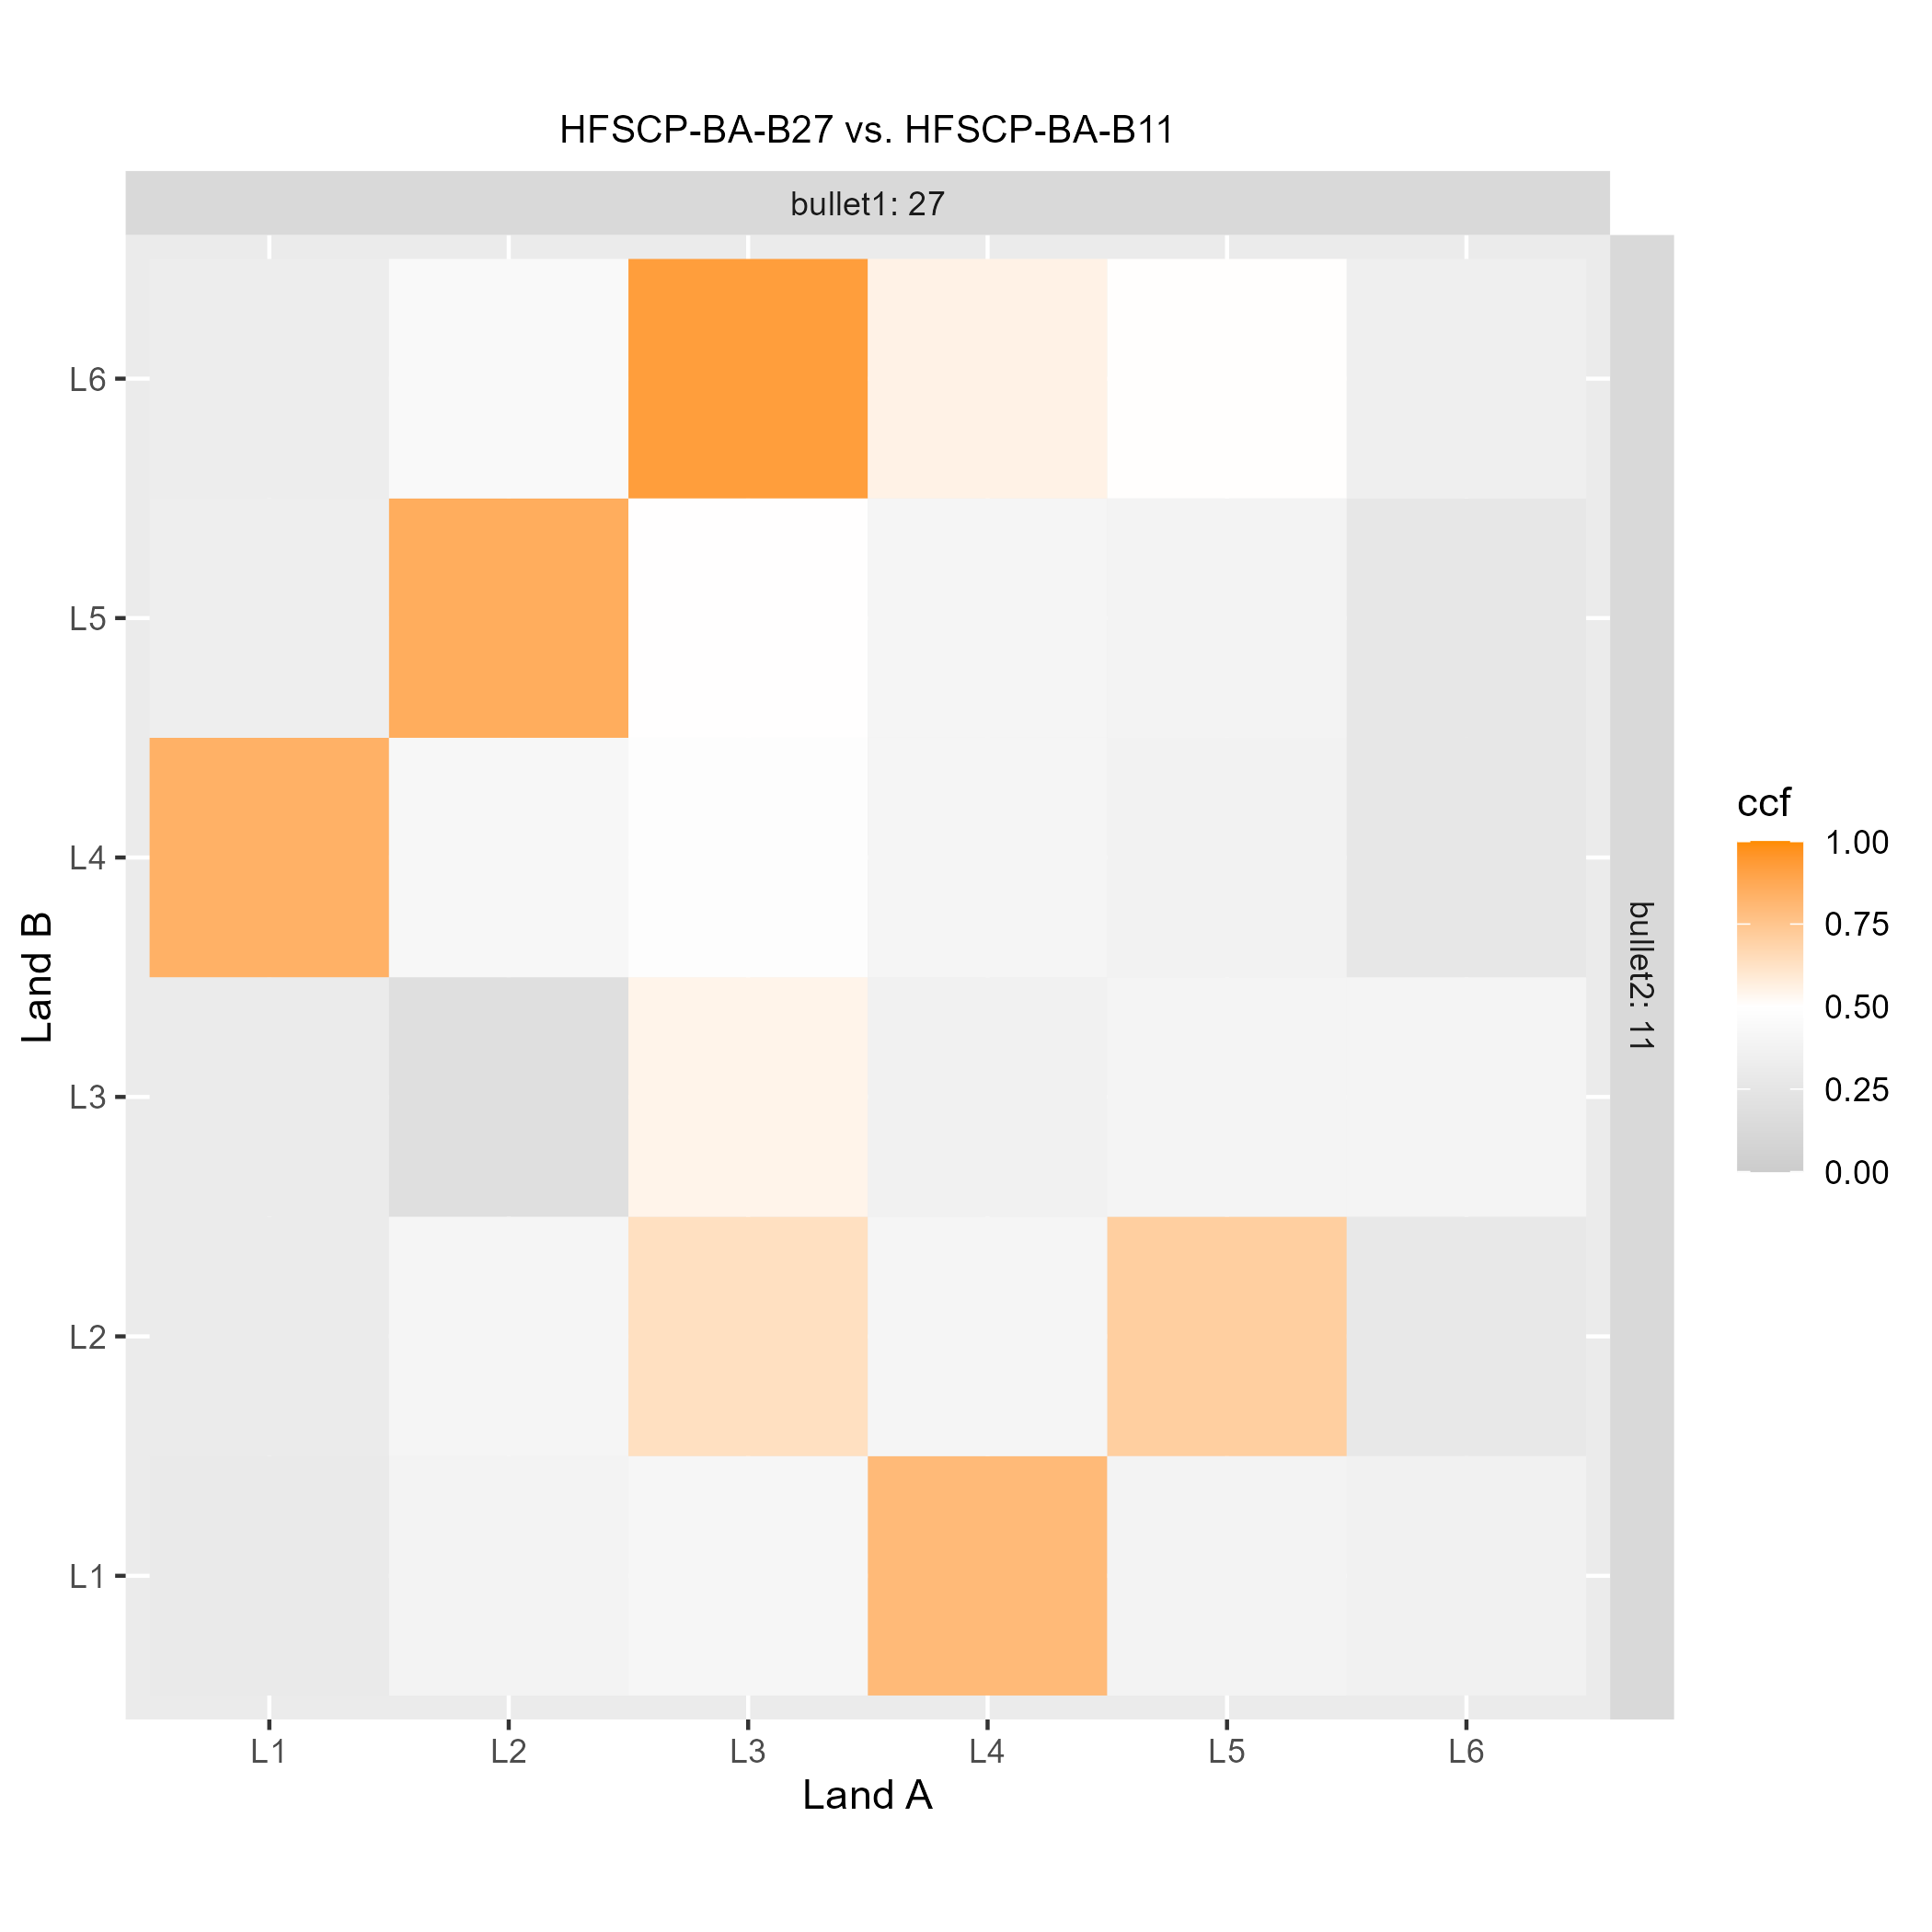 HFSCP-BA-B27 vs. HFSCP-BA-B11
bullet1: 27
L6
L5
L4
L3
L2
L1
Land B
L1 L2 L3 L4 L5 L6
Land A
bullet2: 11
ccf
1.00
0.75
0.50
0.25
0.00